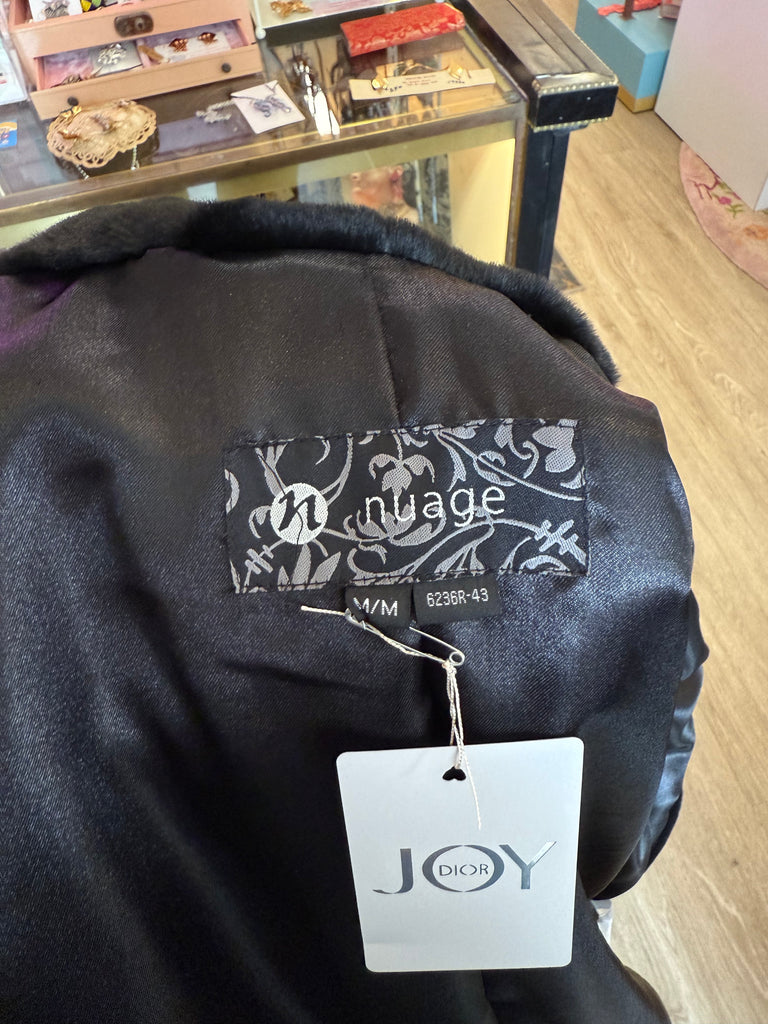 n nuage
M/M
6236R-43
JOY
DIOR